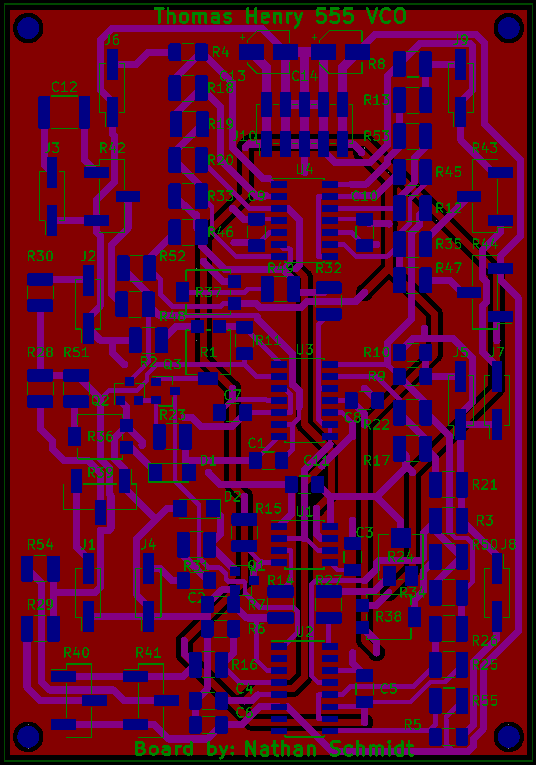 Thomas Henry 555 VCO
J6 R4 J9
C13 C14 R8
C12 R18 R13
R19 J10 R53
J3 R42 R20 U4 R45 R43
R33 C9 C10 R12
R46 R35 R44
R30 J2 R52 R49 R32 R47
R37
R48
R11
R28 R51 R2 Q3 R1 U3 R10 J5 J7
R9
Q2 R23 C7 C8 R22
R36 C1 R17
R39 D1 C11 R21
D2 R15 U1 R3
R54 J1 J4 C3 R24 R50 J8
R31 Q1 R14 R27 R34
R29 C2 R7 R38
R6 U2 R26
R40 R41 R16 R25
C4 C5 R55
C6 R5
Board by: Nathan Schmidt